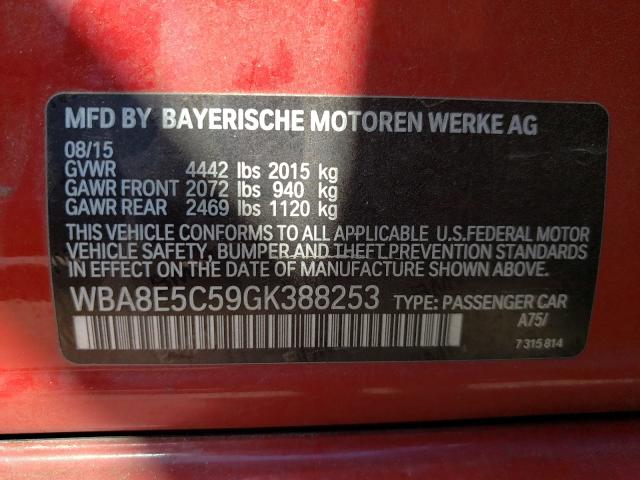 MFD BY BAYERISCHE MOTOREN WERKE AG
08/15
GVWR 4442 lbs 2015 kg
GAWR FRONT 2072 lbs 940 kg
GAWR REAR 2469 lbs 1120 kg
THIS VEHICLE CONFORMS TO ALL APPLICABLE U.S.FEDERAL MOTOR
VEHICLE SAFETY, BUMPER AND THEFT PREVENTION STANDARDS
IN EFFECT ON THE DATE OF MANUFACTURE SHOWN ABOVE.
WBA8E5C59GK388253 TYPE: PASSENGER CAR
A75/
7 315 814